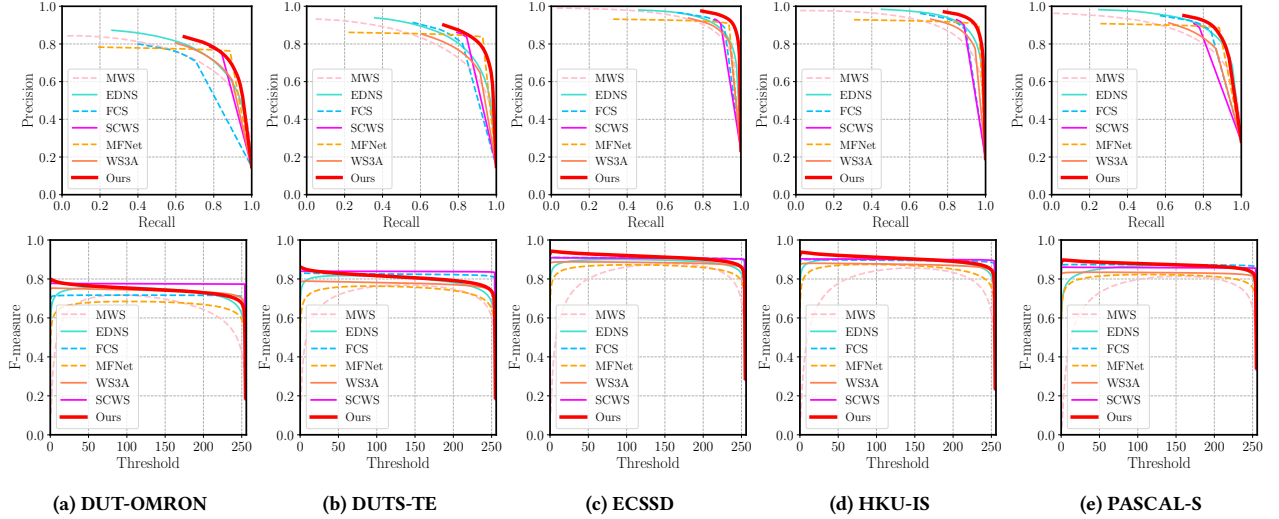 1.0
0.8
0.6
0.4
0.2
0.0
Precision
MWS
EDNS
FCS
SCWS
MFNet
WS3A
Ours
0.0 0.2 0.4 0.6 0.8 1.0
Recall
1.0
0.8
0.6
0.4
0.2
0.0
Precision
MWS
EDNS
FCS
SCWS
MFNet
WS3A
Ours
0.0 0.2 0.4 0.6 0.8 1.0
Recall
1.0
0.8
0.6
0.4
0.2
0.0
Precision
MWS
EDNS
FCS
SCWS
MFNet
WS3A
Ours
0.0 0.2 0.4 0.6 0.8 1.0
Recall
1.0
0.8
0.6
0.4
0.2
0.0
Precision
MWS
EDNS
FCS
SCWS
MFNet
WS3A
Ours
0.0 0.2 0.4 0.6 0.8 1.0
Recall
1.0
0.8
0.6
0.4
0.2
0.0
Precision
MWS
EDNS
FCS
SCWS
MFNet
WS3A
Ours
0.0 0.2 0.4 0.6 0.8 1.0
Recall
1.0
0.8
0.6
0.4
0.2
0.0
F-measure
MWS
EDNS
FCS
MFNet
WS3A
SCWS
Ours
0 50 100 150 200 250
Threshold
1.0
0.8
0.6
0.4
0.2
0.0
F-measure
MWS
EDNS
FCS
MFNet
WS3A
SCWS
Ours
0 50 100 150 200 250
Threshold
1.0
0.8
0.6
0.4
0.2
0.0
F-measure
MWS
EDNS
FCS
MFNet
WS3A
SCWS
Ours
0 50 100 150 200 250
Threshold
1.0
0.8
0.6
0.4
0.2
0.0
F-measure
MWS
EDNS
FCS
MFNet
WS3A
SCWS
Ours
0 50 100 150 200 250
Threshold
1.0
0.8
0.6
0.4
0.2
0.0
F-measure
MWS
EDNS
FCS
MFNet
WS3A
SCWS
Ours
0 50 100 150 200 250
Threshold
(a) DUT-OMRON
(b) DUTS-TE
(c) ECSSD
(d) HKU-IS
(e) PASCAL-S